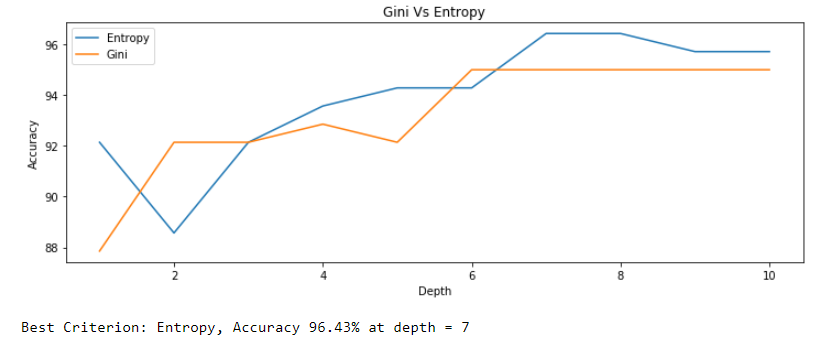 Gini Vs Entropy
Entropy
Gini
96
94
92
90
88
Accuracy
2
4
6
8
10
Depth
Best Criterion: Entropy, Accuracy 96.43% at depth = 7